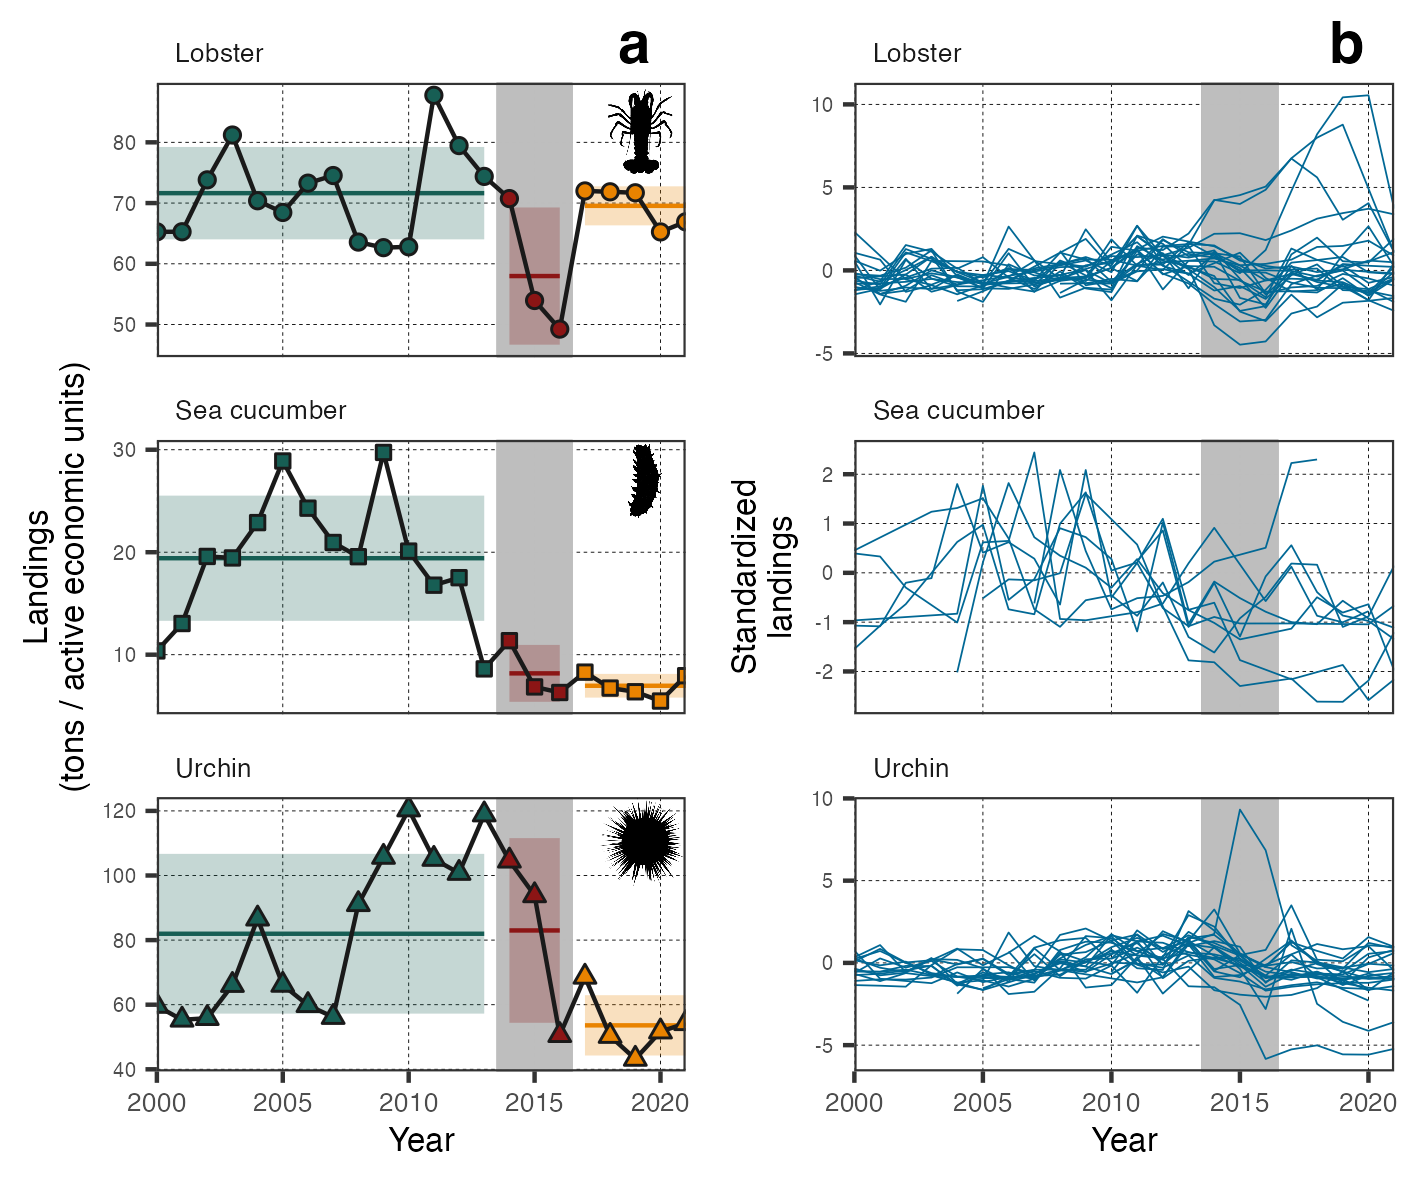 a
b
Lobster
80
70
60
50
Lobster
10
5
0
-5
Sea cucumber
30
20
10
Sea cucumber
2
1
0
-1
-2
Urchin
120
100
80
60
40
Urchin
10
5
0
-5
Landings
(tons / active economic units)
Standardized
landings
2000 2005 2010 2015 2020
Year
2000 2005 2010 2015 2020
Year